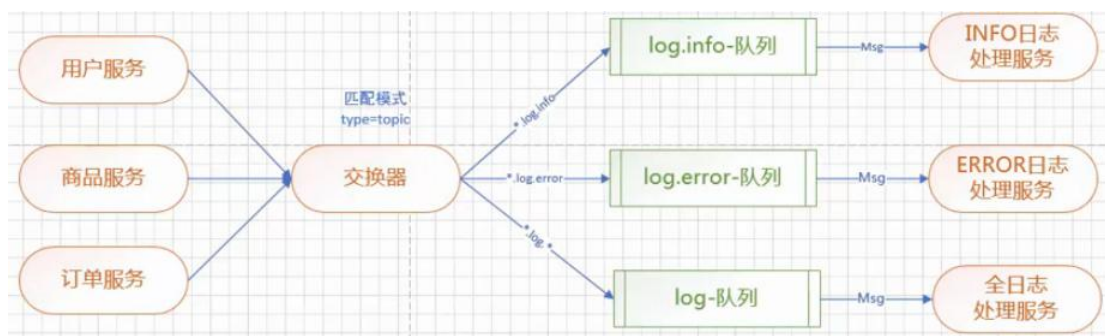 用户服务
商品服务
订单服务
匹配模式
type=topic
交换器
*.log.info
*.log.error
*.log.*
log.info-队列
log.error-队列
log-队列
Msg
Msg
Msg
INFO日志
处理服务
ERROR日志
处理服务
全日志
处理服务